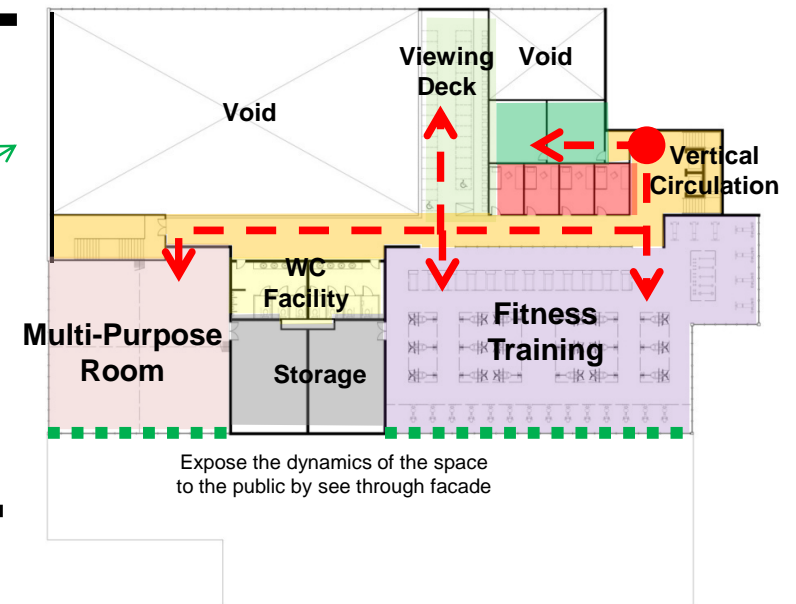 Viewing
Deck
Void
Void
Vertical
Circulation
WC
Facility
Multi-Purpose
Room
Storage
Fitness
Training
Expose the dynamics of the space
to the public by see through facade